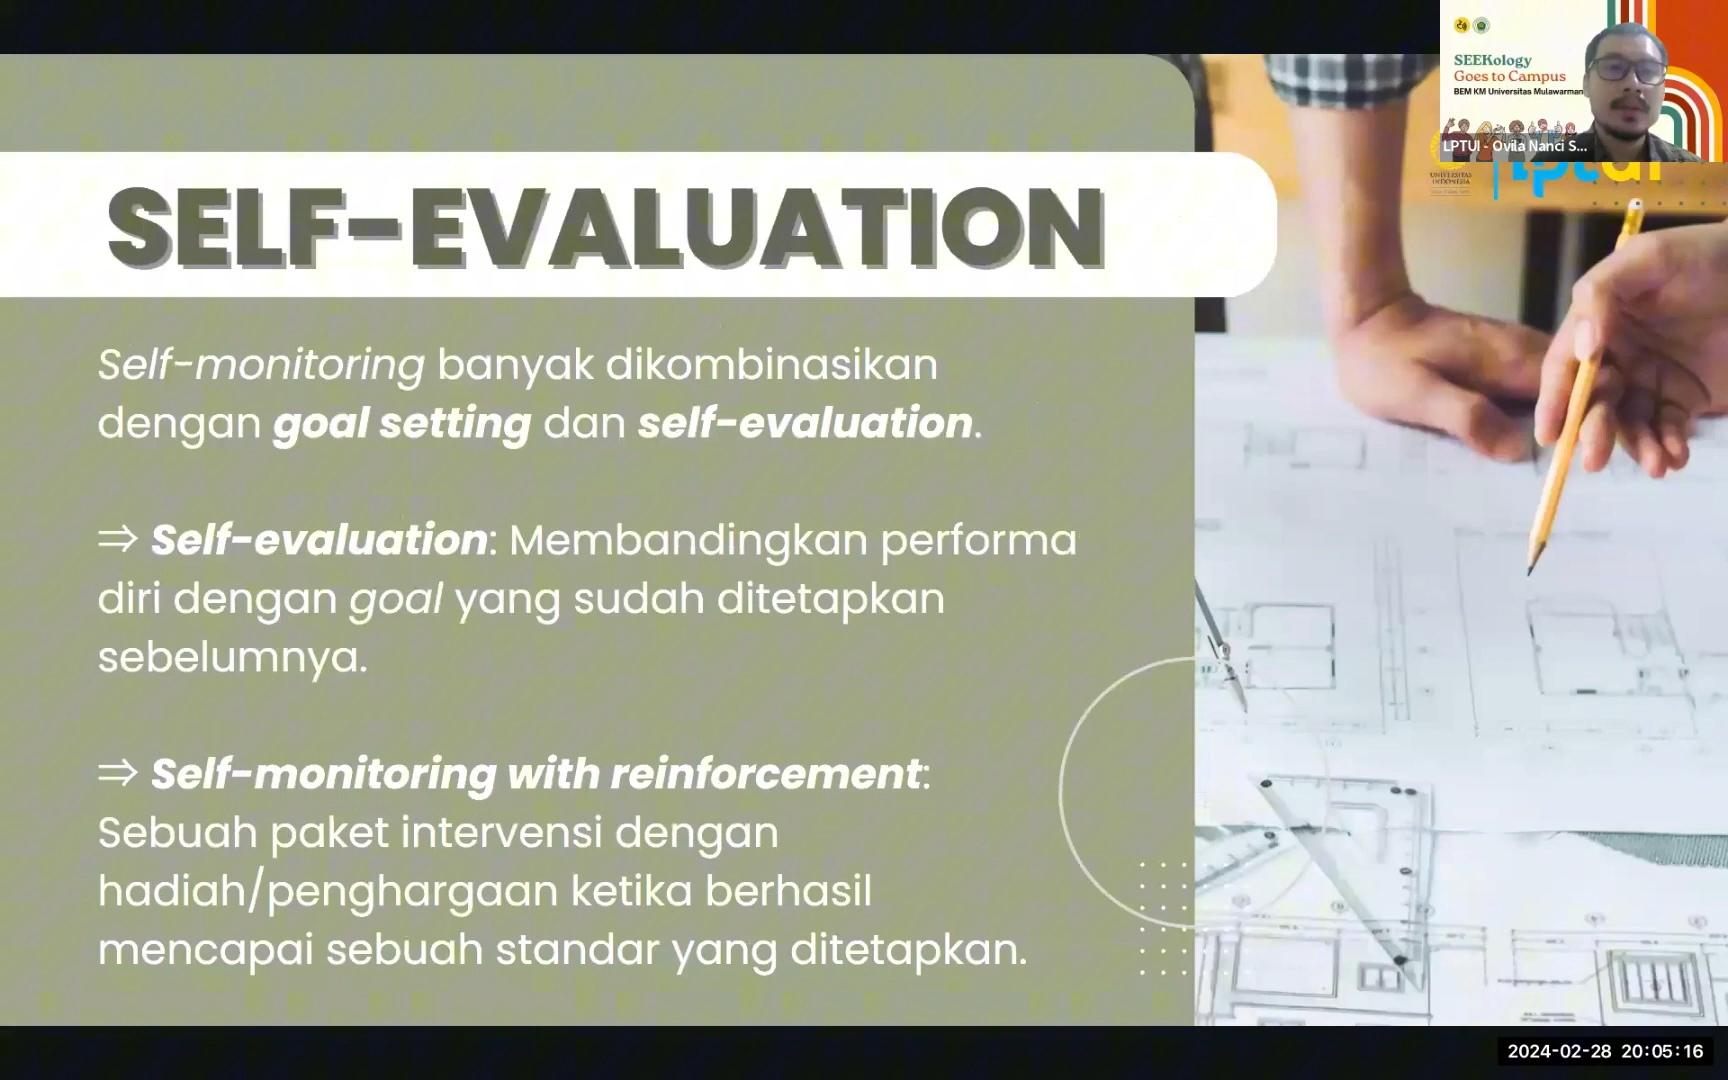 SEEKology
Goes to Campus
BEM KM Universitas Mulawarman
LPTUI - Ovila Nanci S...
UNIVERSITAS
INDONESIA
lptui
SELF-EVALUATION
Self-monitoring banyak dikombinasikan
dengan goal setting dan self-evaluation.
⇒ Self-evaluation: Membandingkan performa
diri dengan goal yang sudah ditetapkan
sebelumnya.
⇒ Self-monitoring with reinforcement:
Sebuah paket intervensi dengan
hadiah/penghargaan ketika berhasil
mencapai sebuah standar yang ditetapkan.
2024-02-28 20:05:16